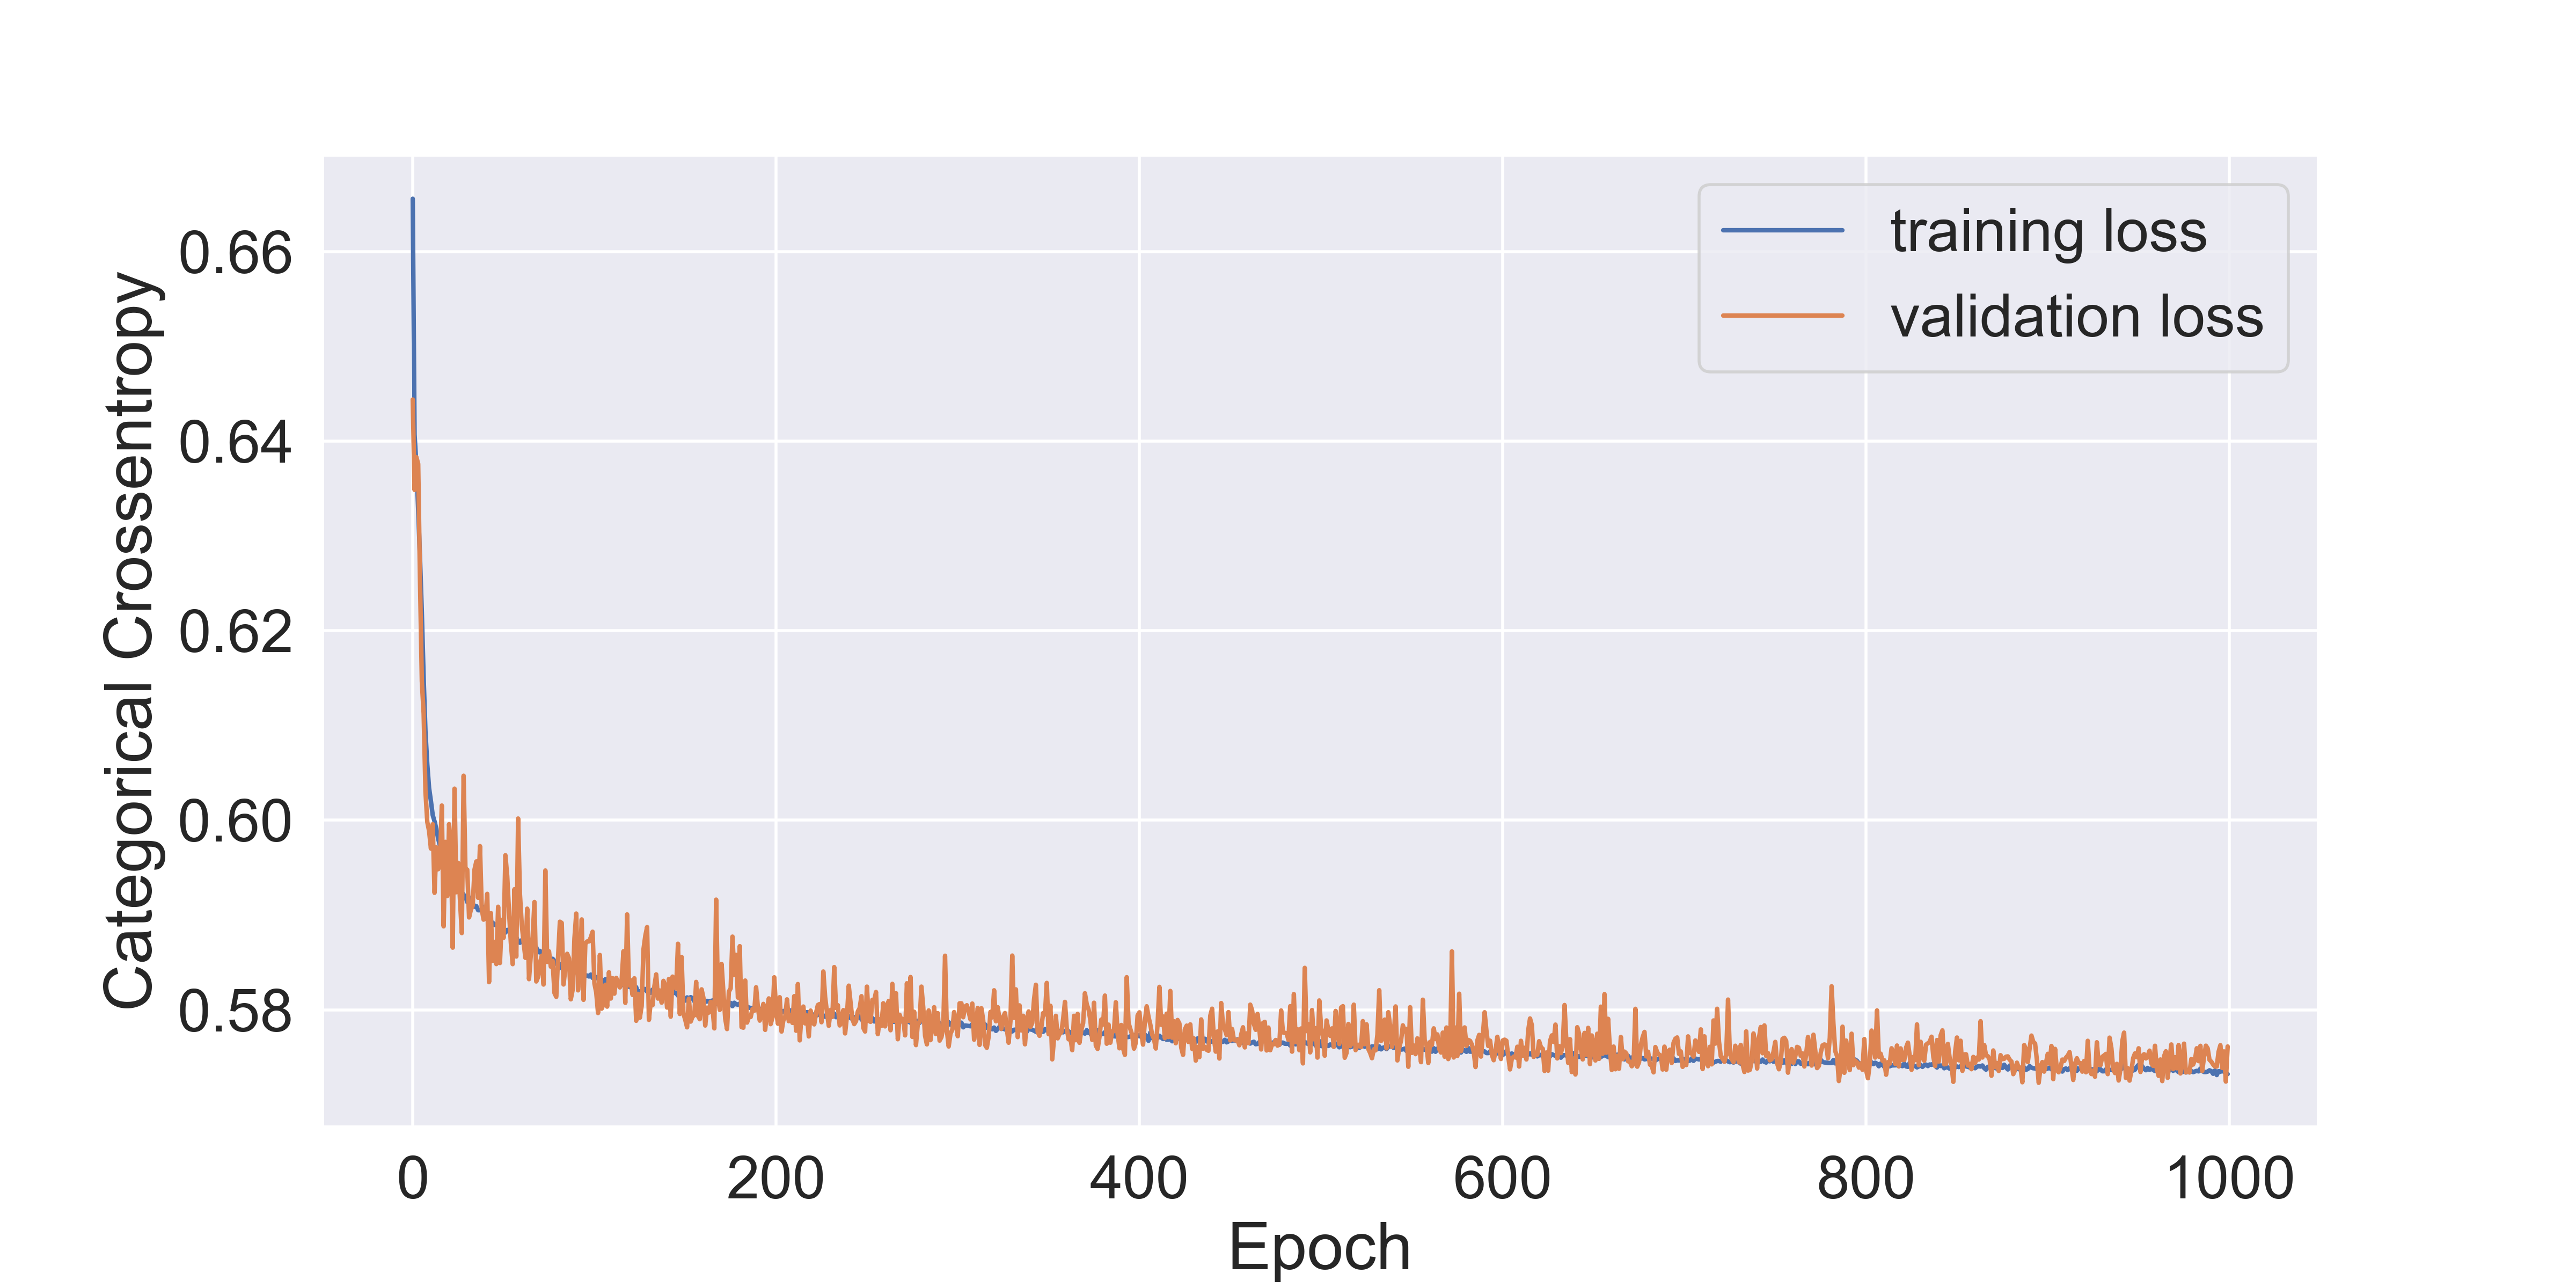 training loss
validation loss
0.66
0.64
0.62
0.60
0.58
Categorical Crossentropy
0 200 400 600 800 1000
Epoch